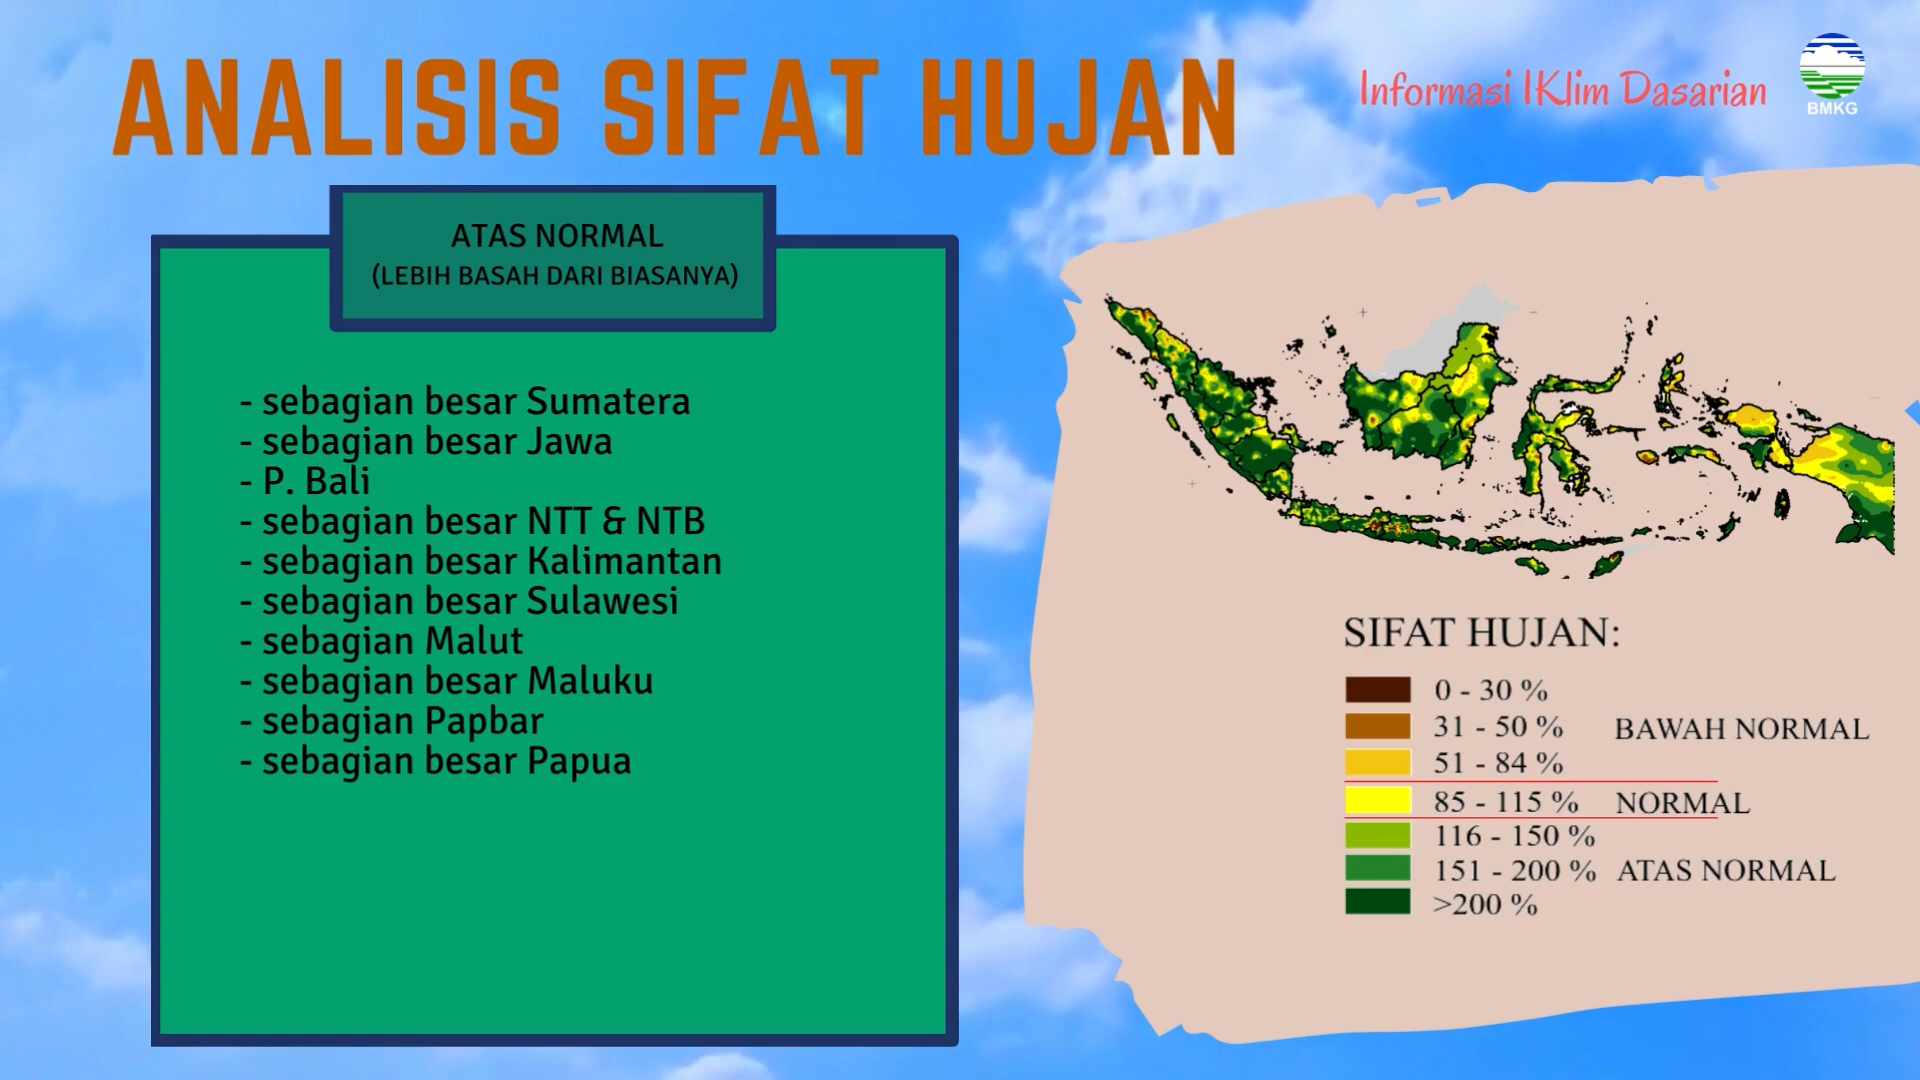 ANALISIS SIFAT HUJAN
Informasi IKlim Dasarian
BMKG
ATAS NORMAL
(LEBIH BASAH DARI BIASANYA)
- sebagian besar Sumatera
- sebagian besar Jawa
- P. Bali
- sebagian besar NTT & NTB
- sebagian besar Kalimantan
- sebagian besar Sulawesi
- sebagian Malut
- sebagian besar Maluku
- sebagian Papbar
- sebagian besar Papua
SIFAT HUJAN:
0 - 30 %
31 - 50 % BAWAH NORMAL
51 - 84 %
85 - 115 % NORMAL
116 - 150 %
151 - 200 % ATAS NORMAL
>200 %